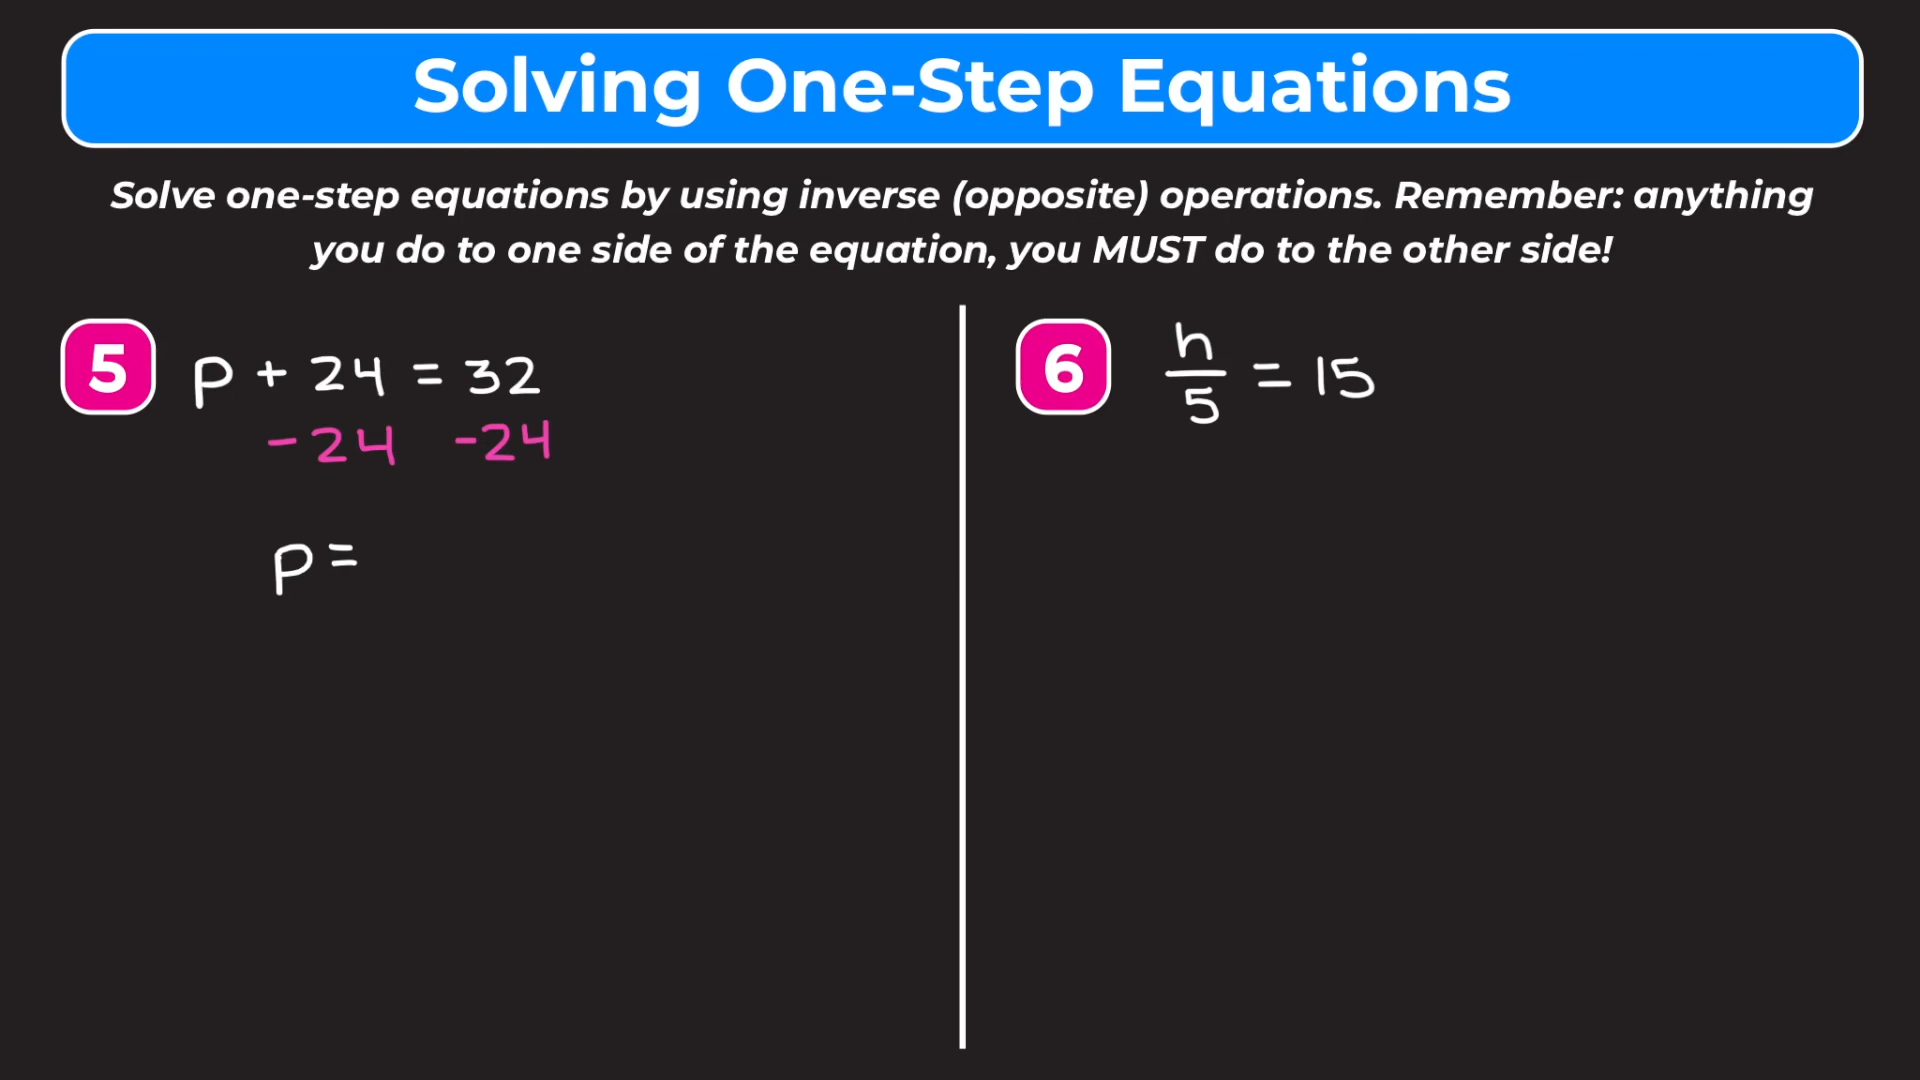 Solving One-Step Equations
Solve one-step equations by using inverse (opposite) operations. Remember: anything
you do to one side of the equation, you MUST do to the other side!
5
p + 24 = 32
-24 -24
p =
6
h/5 = 15